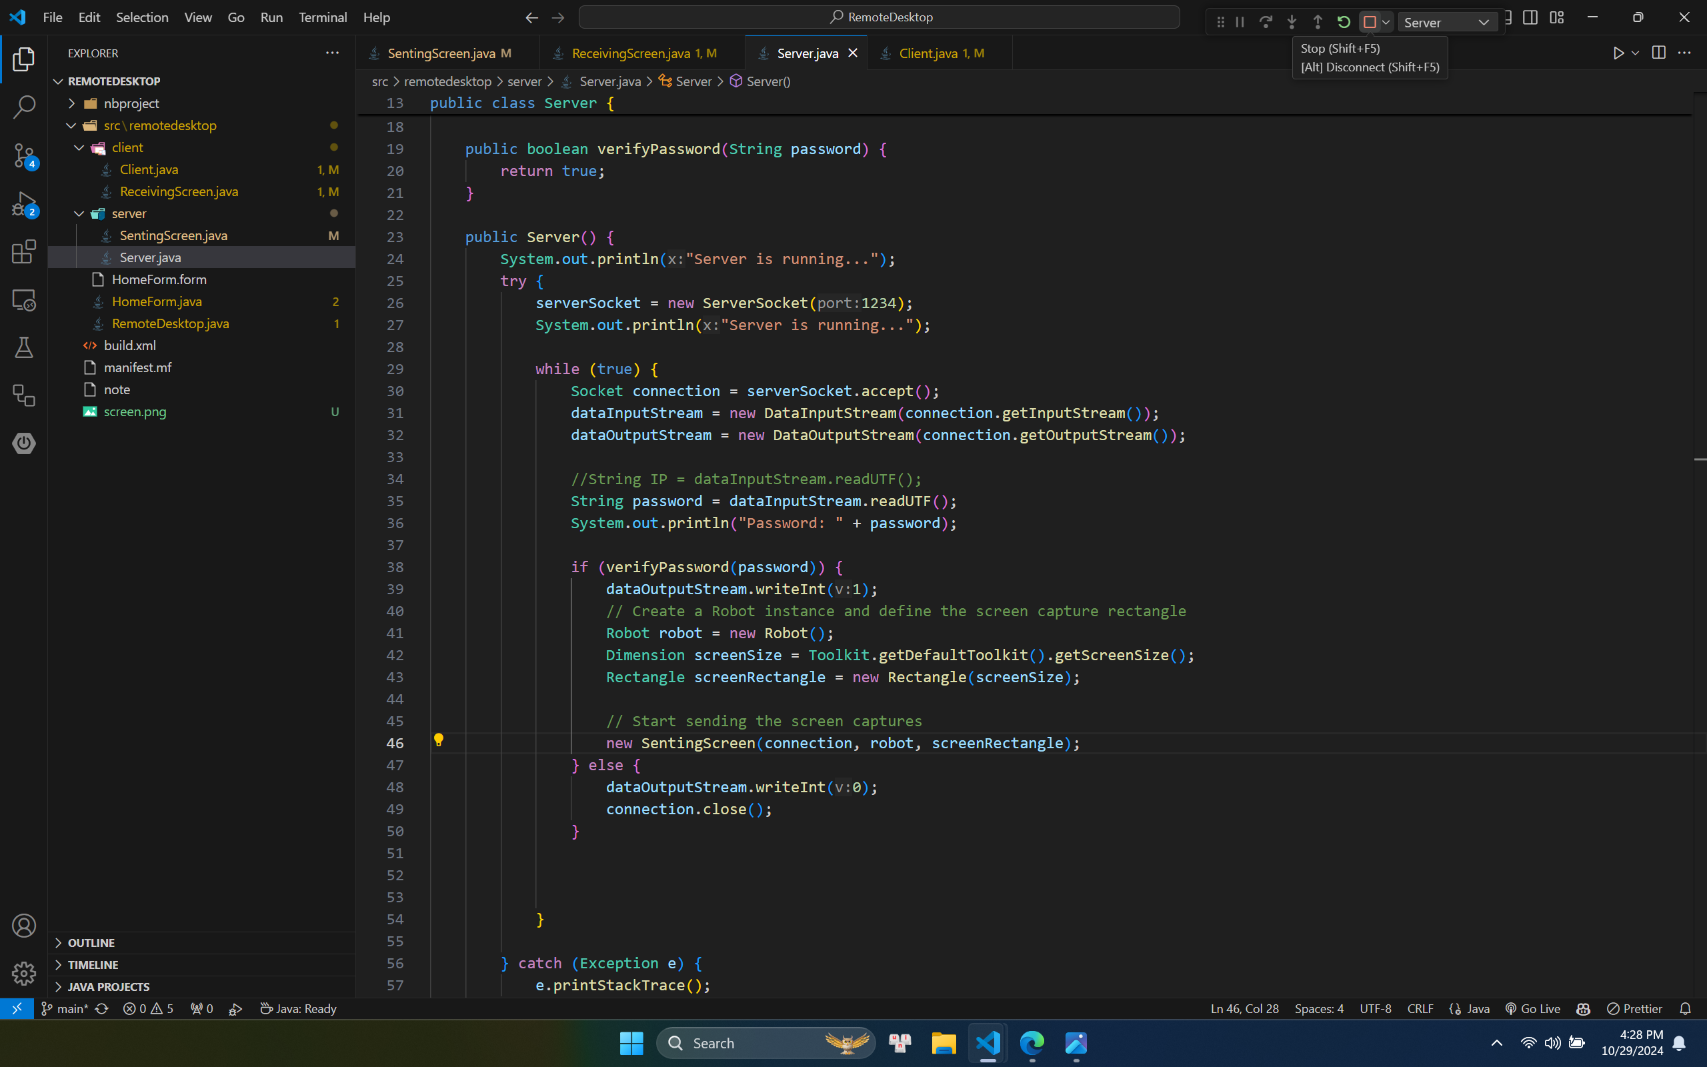 File Edit Selection View Go Run Terminal Help
RemoteDesktop
Server
Stop (Shift+F5)
[Alt] Disconnect (Shift+F5)
EXPLORER
SentingScreen.java M
ReceivingScreen.java 1, M
Server.java
Client.java 1, M
src > remotedesktop > server > Server.java > Server > Server()
REMOTEDESKTOP
nbproject
src\remotedesktop
client
Client.java 1, M
ReceivingScreen.java 1, M
server
SentingScreen.java M
Server.java
HomeForm.form
HomeForm.java 2
RemoteDesktop.java 1
build.xml
manifest.mf
note
screen.png U
4
2
OUTLINE
TIMELINE
JAVA PROJECTS
13 public class Server {
18
19 public boolean verifyPassword(String password) {
20 return true;
21 }
22
23 public Server() {
24 System.out.println(x:"Server is running...");
25 try {
26 serverSocket = new ServerSocket(port:1234);
27 System.out.println(x:"Server is running...");
28
29 while (true) {
30 Socket connection = serverSocket.accept();
31 dataInputStream = new DataInputStream(connection.getInputStream());
32 dataOutputStream = new DataOutputStream(connection.getOutputStream());
33
34 //String IP = dataInputStream.readUTF();
35 String password = dataInputStream.readUTF();
36 System.out.println("Password: " + password);
37
38 if (verifyPassword(password)) {
39 dataOutputStream.writeInt(v:1);
40 // Create a Robot instance and define the screen capture rectangle
41 Robot robot = new Robot();
42 Dimension screenSize = Toolkit.getDefaultToolkit().getScreenSize();
43 Rectangle screenRectangle = new Rectangle(screenSize);
44
45 // Start sending the screen captures
46 new SentingScreen(connection, robot, screenRectangle);
47 } else {
48 dataOutputStream.writeInt(v:0);
49 connection.close();
50 }
51
52
53
54 }
55
56 } catch (Exception e) {
57 e.printStackTrace();
main* 0 5 0 Java: Ready
Ln 46, Col 28 Spaces: 4 UTF-8 CRLF {} Java Go Live Prettier
Search
4:28 PM
10/29/2024